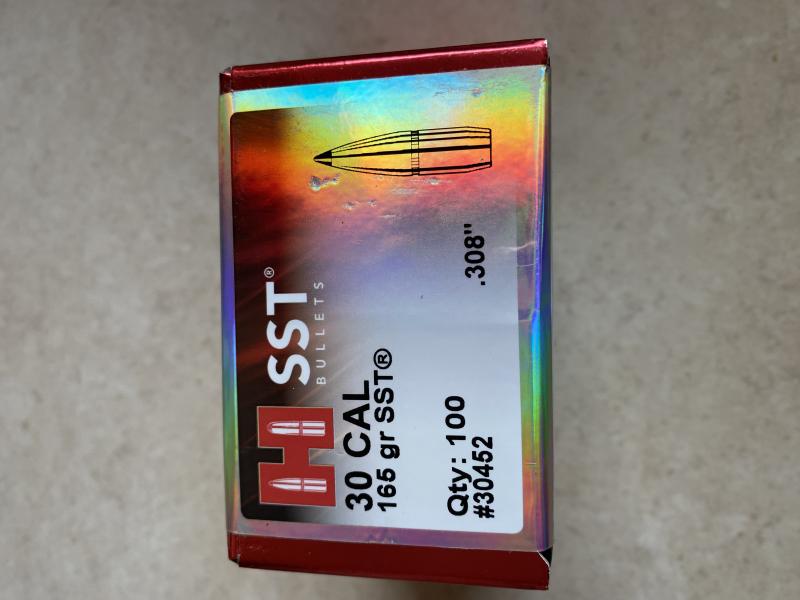 SST®
BULLETS
30 CAL
165 gr SST®
.308"
Qty: 100
#30452